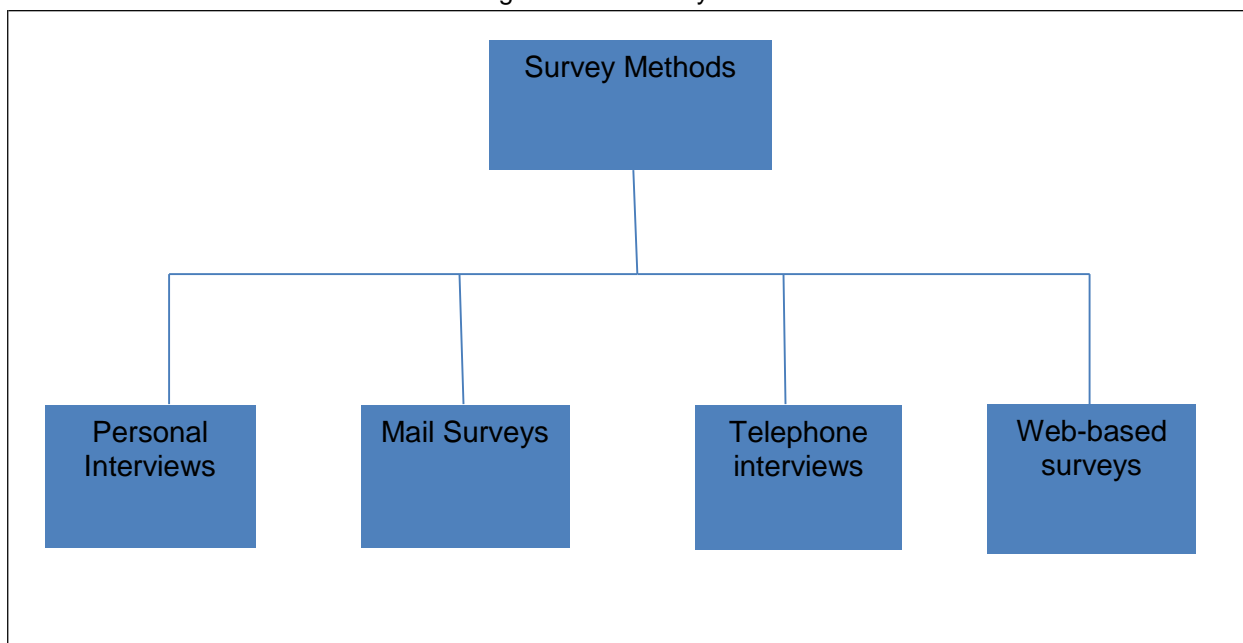 Survey Methods
Personal
Interviews
Mail Surveys
Telephone
interviews
Web-based
surveys